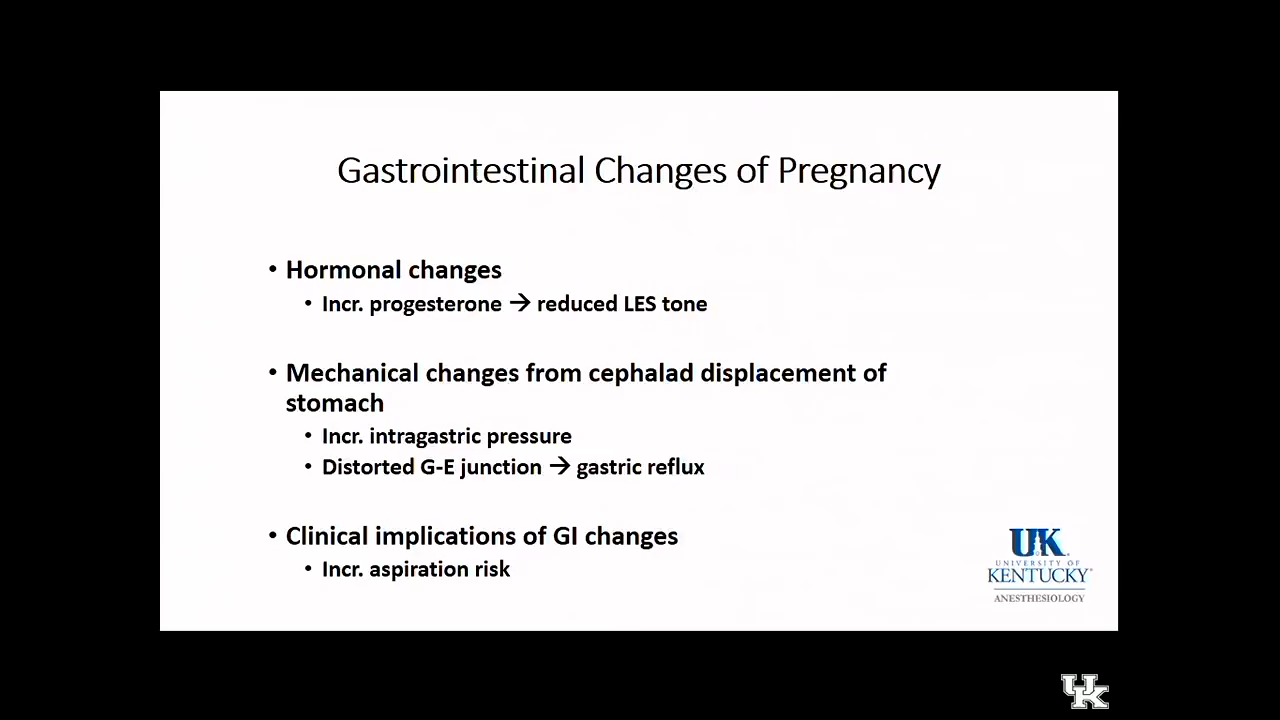 Gastrointestinal Changes of Pregnancy
• Hormonal changes
• Incr. progesterone → reduced LES tone
• Mechanical changes from cephalad displacement of
stomach
• Incr. intragastric pressure
• Distorted G-E junction → gastric reflux
• Clinical implications of GI changes
• Incr. aspiration risk
UK
UNIVERSITY OF
KENTUCKY®
ANESTHESIOLOGY
UK